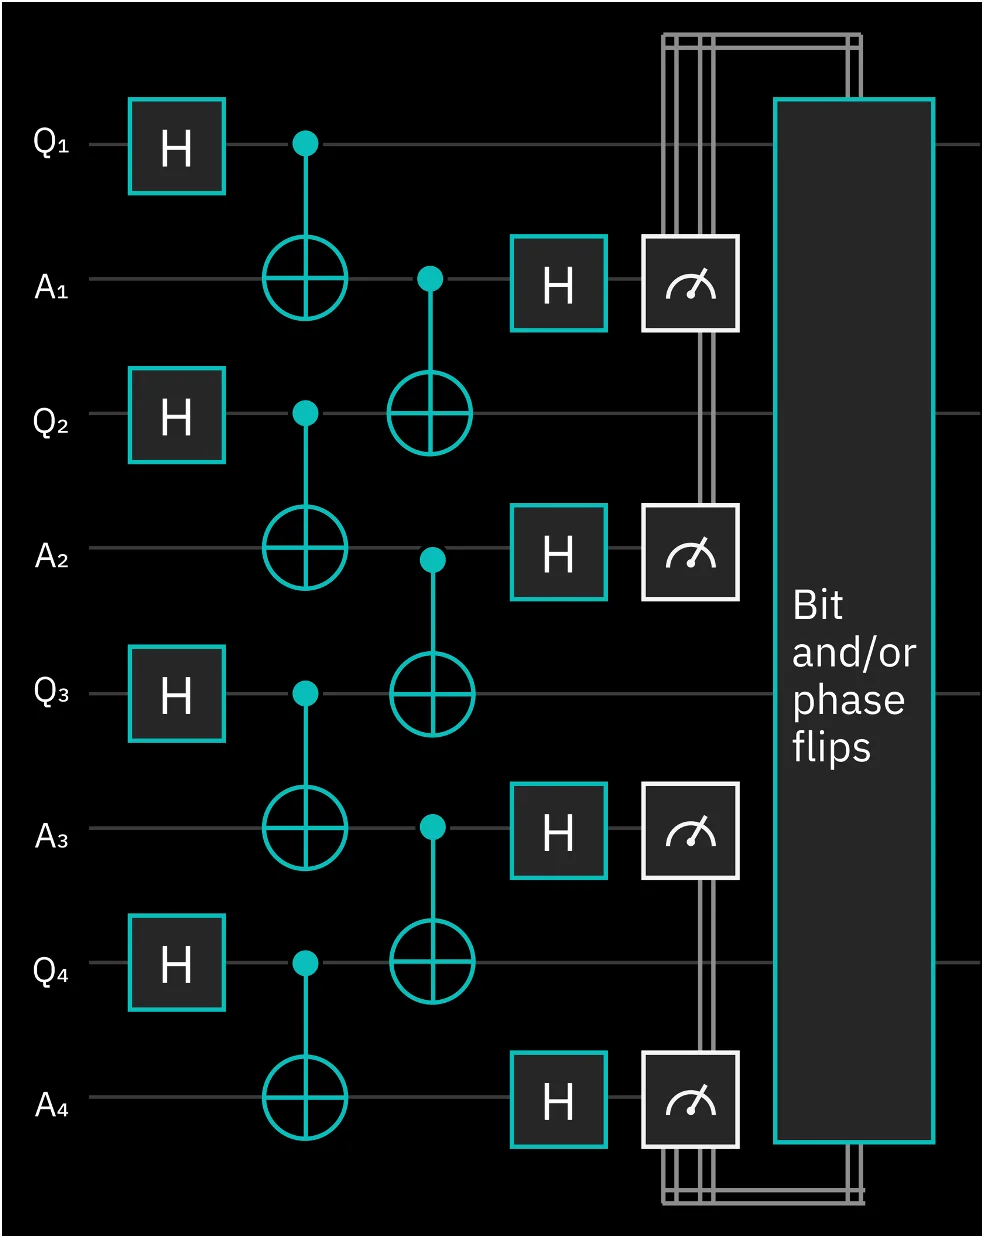 Q₁
H
A₁
H
Q₂
H
A₂
H
Q₃
H
A₃
H
Q₄
H
A₄
H
Bit
and/or
phase
flips